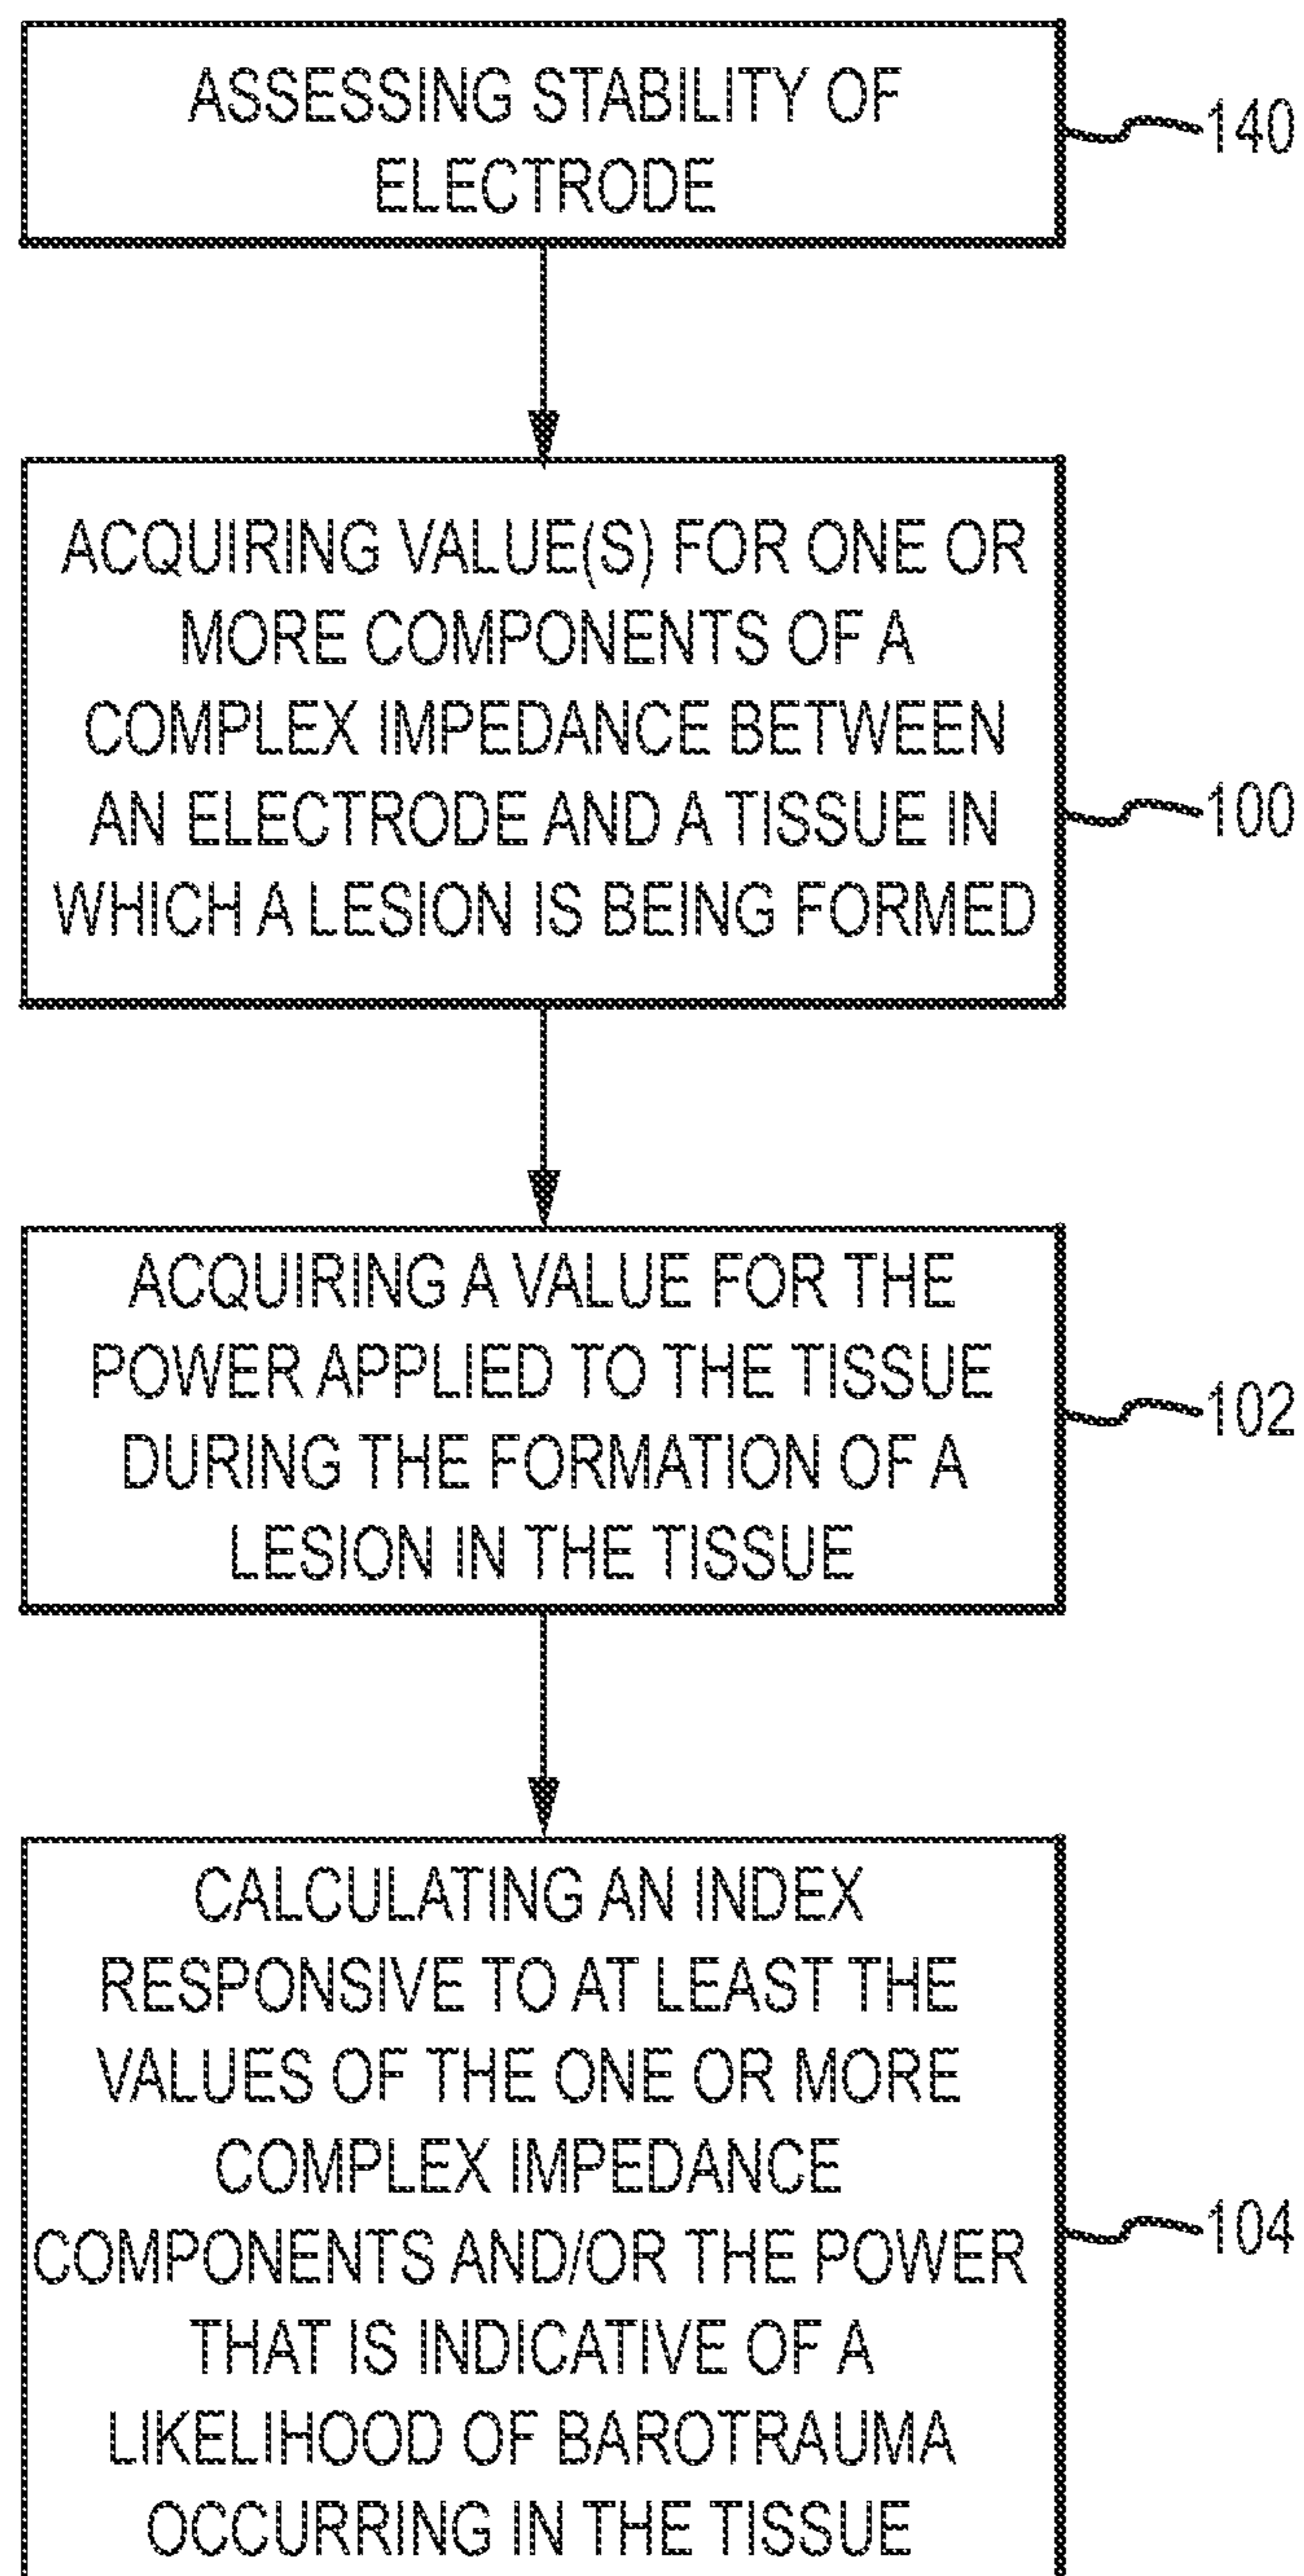 ASSESSING STABILITY OF
ELECTRODE
140
ACQUIRING VALUE(S) FOR ONE OR
MORE COMPONENTS OF A
COMPLEX IMPEDANCE BETWEEN
AN ELECTRODE AND A TISSUE IN
WHICH A LESION IS BEING FORMED
100
ACQUIRING A VALUE FOR THE
POWER APPLIED TO THE TISSUE
DURING THE FORMATION OF A
LESION IN THE TISSUE
102
CALCULATING AN INDEX
RESPONSIVE TO AT LEAST THE
VALUES OF THE ONE OR MORE
COMPLEX IMPEDANCE
COMPONENTS AND/OR THE POWER
THAT IS INDICATIVE OF A
LIKELIHOOD OF BAROTRAUMA
OCCURRING IN THE TISSUE
104